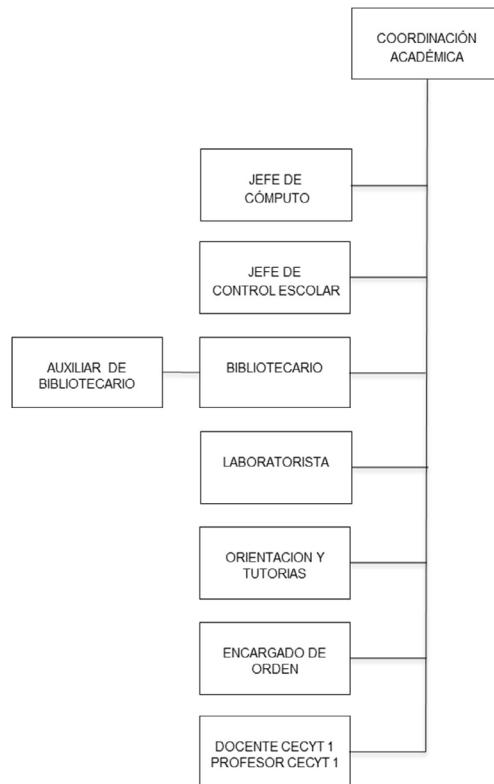 COORDINACIÓN
ACADÉMICA
JEFE DE
CÓMPUTO
JEFE DE
CONTROL ESCOLAR
AUXILIAR DE
BIBLIOTECARIO
BIBLIOTECARIO
LABORATORISTA
ORIENTACION Y
TUTORIAS
ENCARGADO DE
ORDEN
DOCENTE CECYT 1
PROFESOR CECYT 1